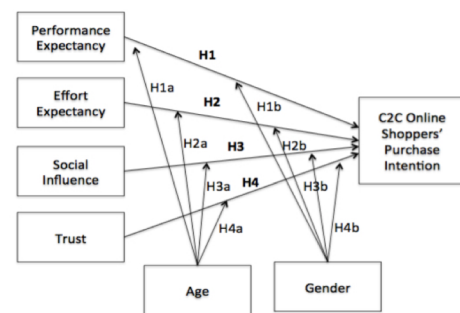 Performance
Expectancy
H1
H1a
Effort
Expectancy
H2
H1b
C2C Online
Shoppers'
Purchase
Intention
H2a
H2b
H3
Social
Influence
H3a
H4
H3b
Trust
H4a
H4b
Age
Gender